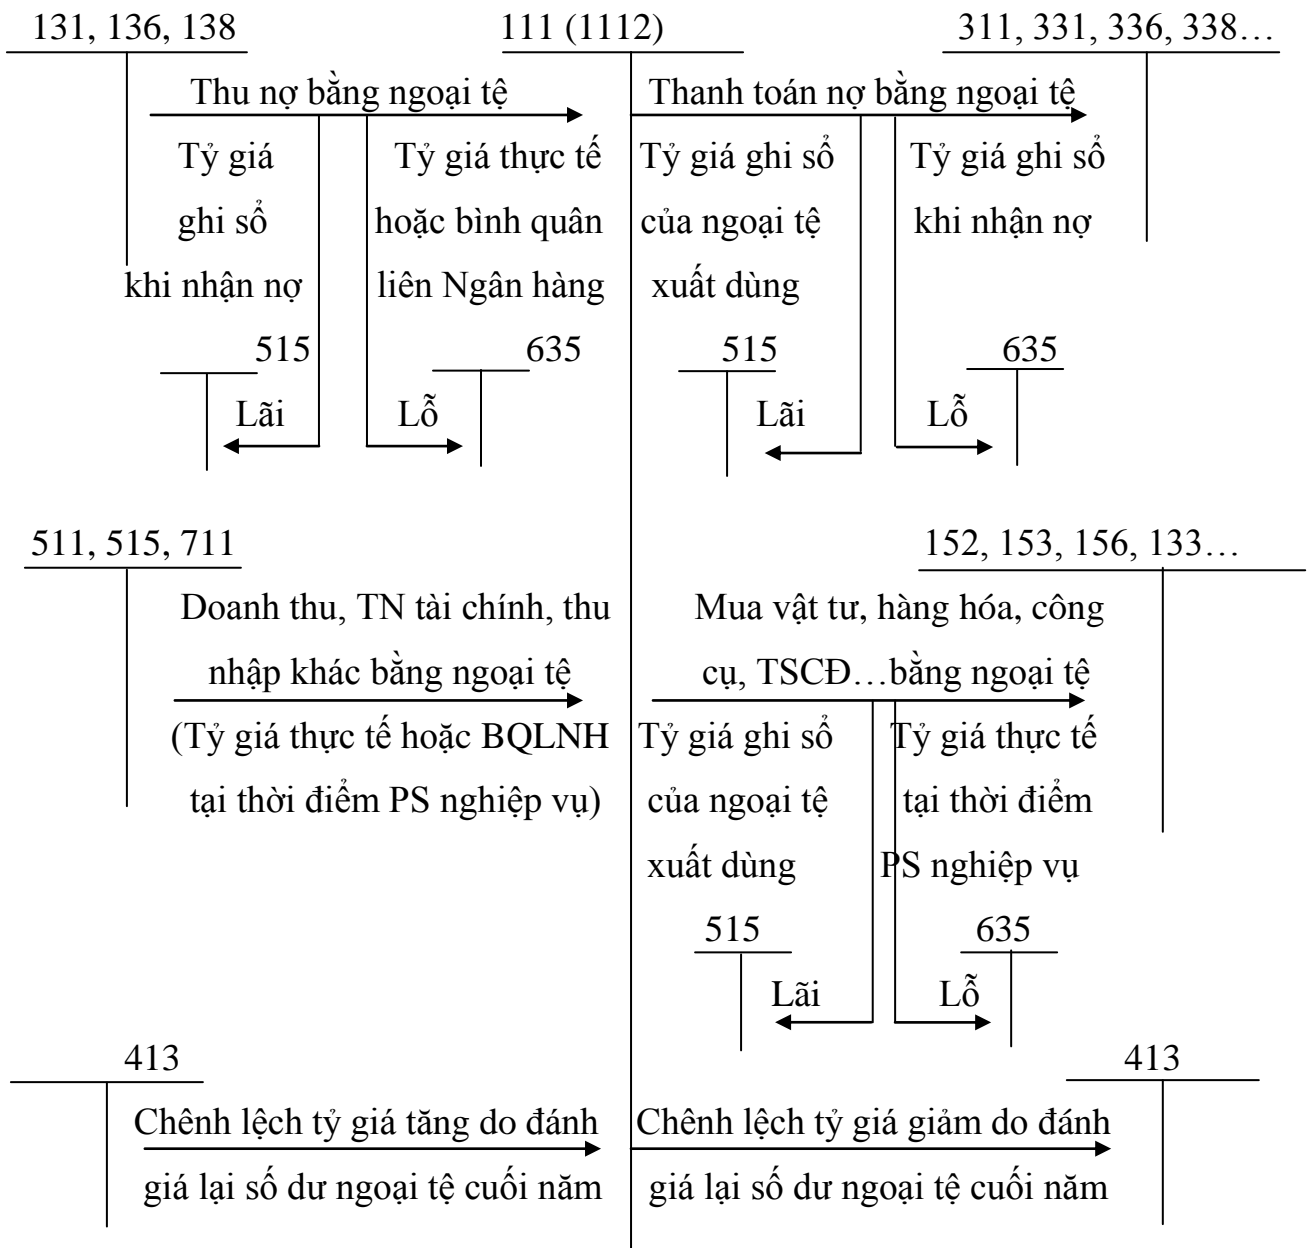 131, 136, 138
111 (1112)
311, 331, 336, 338…
Thu nợ bằng ngoại tệ
Thanh toán nợ bằng ngoại tệ
Tỷ giá
ghi sổ
khi nhận nợ
Tỷ giá thực tế
hoặc bình quân
liên Ngân hàng
Tỷ giá ghi sổ
của ngoại tệ
xuất dùng
Tỷ giá ghi sổ
khi nhận nợ
515
635
515
635
Lãi
Lỗ
Lãi
Lỗ
511, 515, 711
152, 153, 156, 133…
Doanh thu, TN tài chính, thu
nhập khác bằng ngoại tệ
(Tỷ giá thực tế hoặc BQLNH
tại thời điểm PS nghiệp vụ)
Mua vật tư, hàng hóa, công
cụ, TSCĐ…bằng ngoại tệ
Tỷ giá ghi sổ
của ngoại tệ
xuất dùng
Tỷ giá thực tế
tại thời điểm
PS nghiệp vụ
515
635
Lãi
Lỗ
413
413
Chênh lệch tỷ giá tăng do đánh
giá lại số dư ngoại tệ cuối năm
Chênh lệch tỷ giá giảm do đánh
giá lại số dư ngoại tệ cuối năm